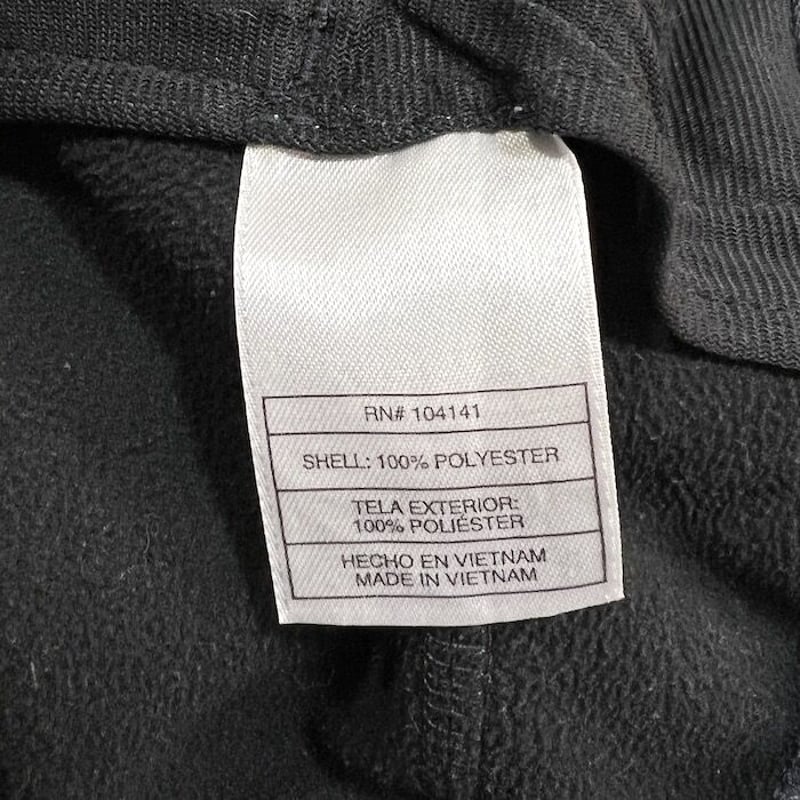 RN# 104141
SHELL: 100% POLYESTER
TELA EXTERIOR:
100% POLIÉSTER
HECHO EN VIETNAM
MADE IN VIETNAM